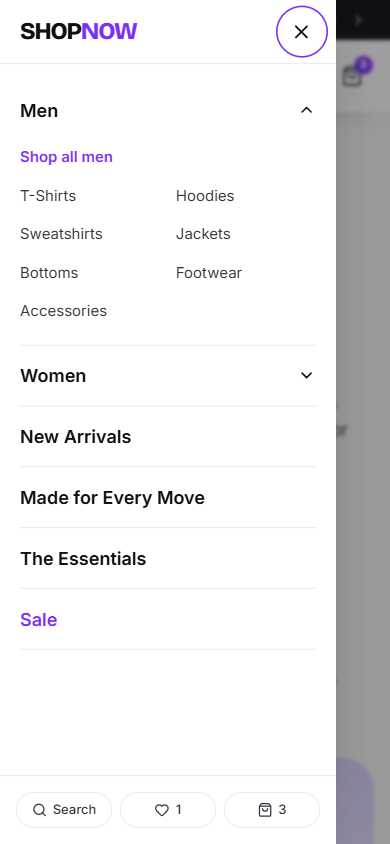 SHOPNOW
Men
Shop all men
T-Shirts Hoodies
Sweatshirts Jackets
Bottoms Footwear
Accessories
Women
New Arrivals
Made for Every Move
The Essentials
Sale
Search 1 3